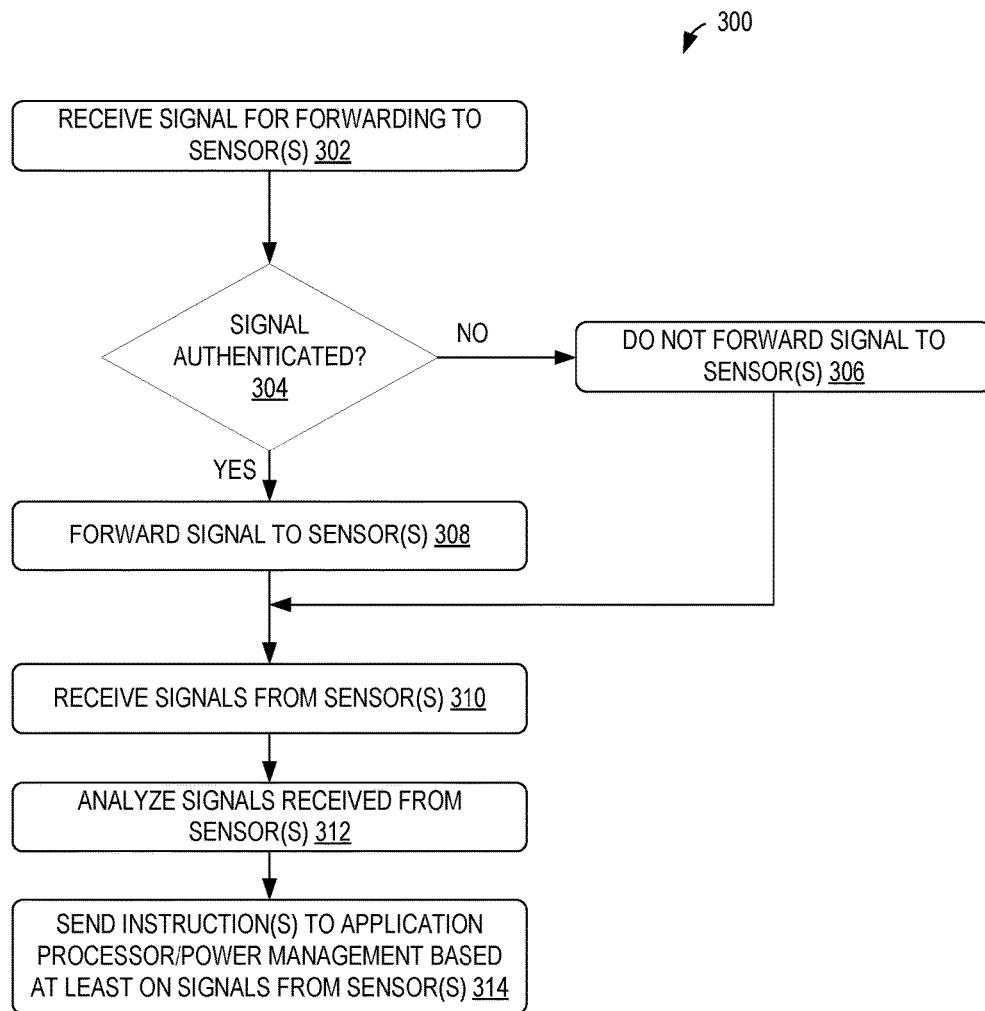 300
RECEIVE SIGNAL FOR FORWARDING TO
SENSOR(S) 302
SIGNAL
AUTHENTICATED?
304
NO
DO NOT FORWARD SIGNAL TO
SENSOR(S) 306
YES
FORWARD SIGNAL TO SENSOR(S) 308
RECEIVE SIGNALS FROM SENSOR(S) 310
ANALYZE SIGNALS RECEIVED FROM
SENSOR(S) 312
SEND INSTRUCTION(S) TO APPLICATION
PROCESSOR/POWER MANAGEMENT BASED
AT LEAST ON SIGNALS FROM SENSOR(S) 314